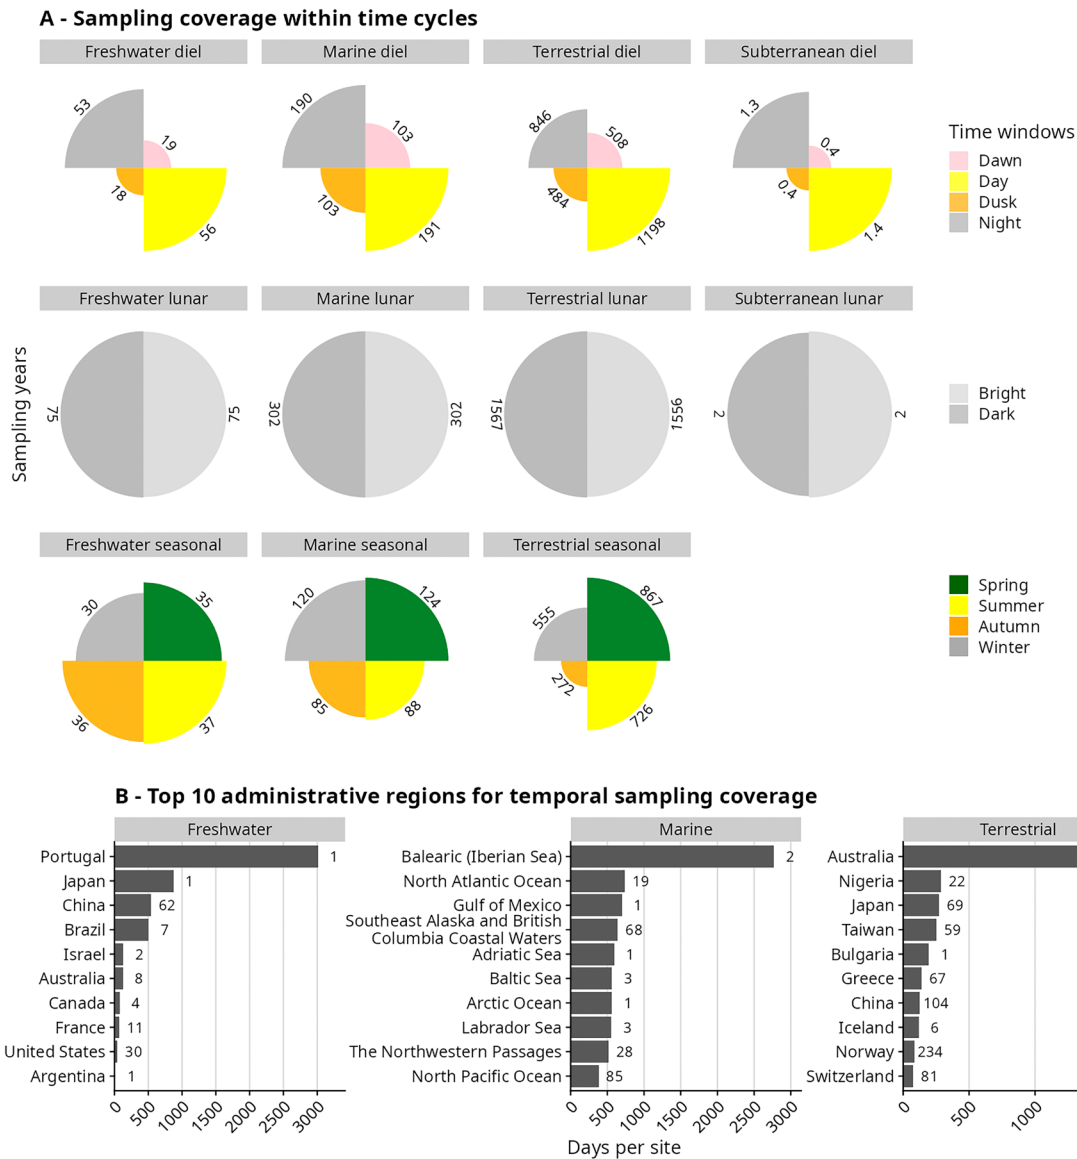 A - Sampling coverage within time cycles
Freshwater diel
Marine diel
Terrestrial diel
Subterranean diel
53
19
18
56
190
103
103
191
846
508
484
1198
1.3
0.4
0.4
1.4
Time windows
Dawn
Day
Dusk
Night
Freshwater lunar
Marine lunar
Terrestrial lunar
Subterranean lunar
Sampling years
75
75
302
302
1567
1556
2
2
Bright
Dark
Freshwater seasonal
Marine seasonal
Terrestrial seasonal
30
35
36
37
120
124
85
88
555
867
272
726
Spring
Summer
Autumn
Winter
B - Top 10 administrative regions for temporal sampling coverage
Freshwater
Portugal 1
Japan 1
China 62
Brazil 7
Israel 2
Australia 8
Canada 4
France 11
United States 30
Argentina 1
0 500 1000 1500 2000 2500 3000
Marine
Balearic (Iberian Sea) 2
North Atlantic Ocean 19
Gulf of Mexico 1
Southeast Alaska and British
Columbia Coastal Waters 68
Adriatic Sea 1
Baltic Sea 3
Arctic Ocean 1
Labrador Sea 3
The Northwestern Passages 28
North Pacific Ocean 85
0 500 1000 1500 2000 2500 3000
Days per site
Terrestrial
Australia
Nigeria 22
Japan 69
Taiwan 59
Bulgaria 1
Greece 67
China 104
Iceland 6
Norway 234
Switzerland 81
0 500 1000